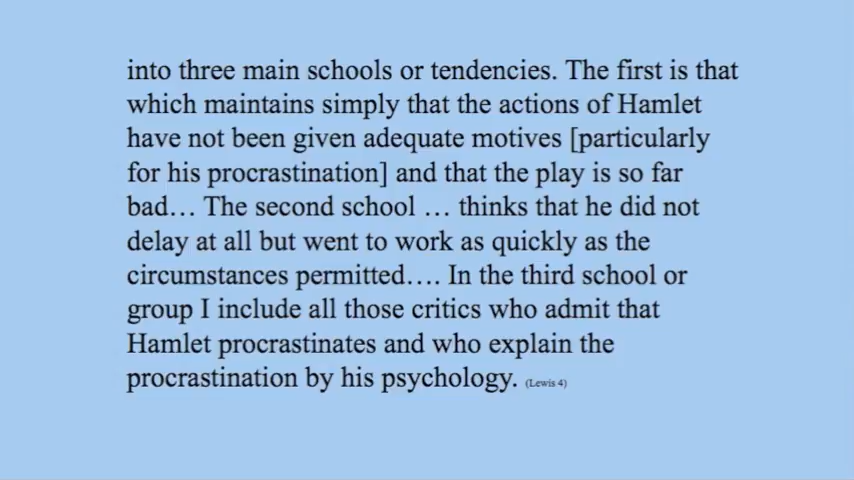 into three main schools or tendencies. The first is that
which maintains simply that the actions of Hamlet
have not been given adequate motives [particularly
for his procrastination] and that the play is so far
bad… The second school … thinks that he did not
delay at all but went to work as quickly as the
circumstances permitted…. In the third school or
group I include all those critics who admit that
Hamlet procrastinates and who explain the
procrastination by his psychology. (Lewis 4)